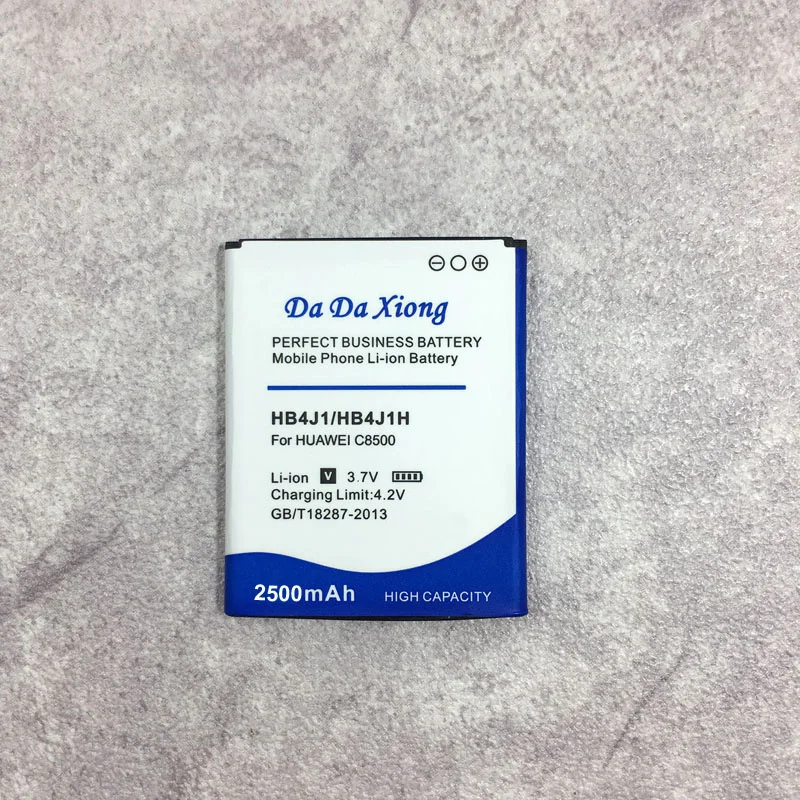 ⊖ ○ ⊕
Da Da Xiong
PERFECT BUSINESS BATTERY
Mobile Phone Li-ion Battery
HB4J1/HB4J1H
For HUAWEI C8500
Li-ion V 3.7V
Charging Limit:4.2V
GB/T18287-2013
2500mAh HIGH CAPACITY